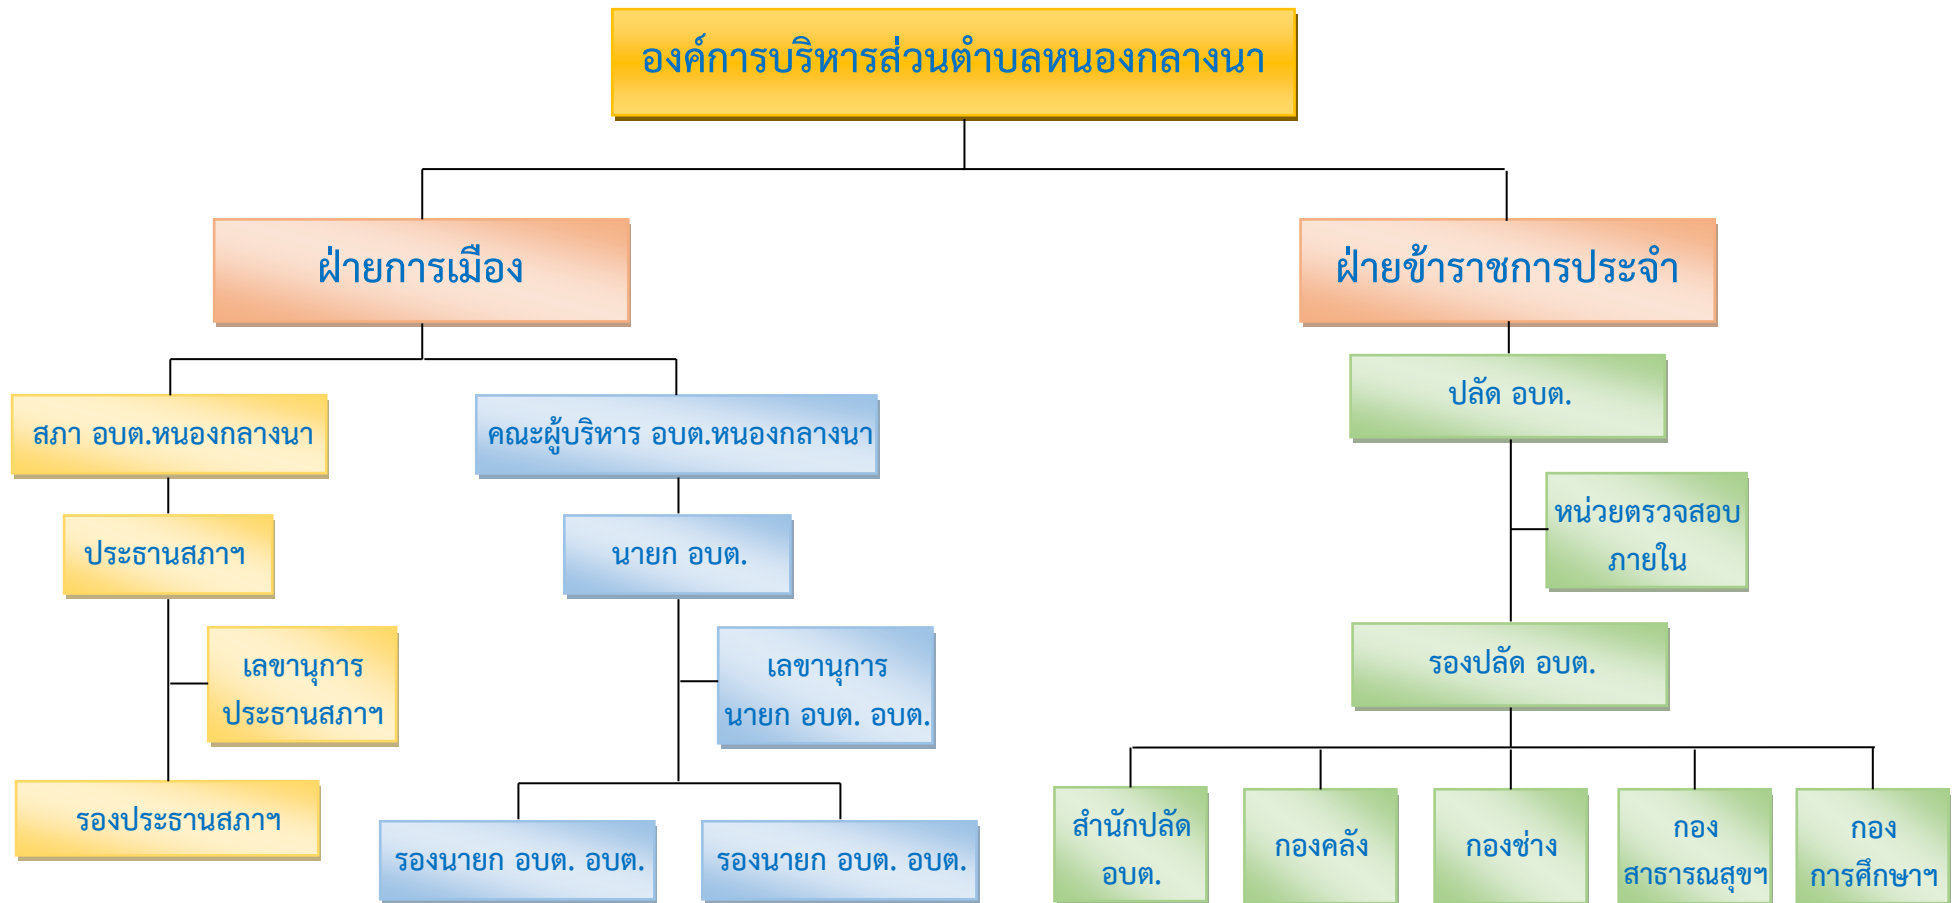 องค์การบริหารส่วนตำบลหนองกลางนา
ฝ่ายการเมือง
ฝ่ายข้าราชการประจำ
สภา อบต.หนองกลางนา
คณะผู้บริหาร อบต.หนองกลางนา
ปลัด อบต.
หน่วยตรวจสอบ
ภายใน
ประธานสภาฯ
นายก อบต.
เลขานุการ
ประธานสภาฯ
เลขานุการ
นายก อบต. อบต.
รองปลัด อบต.
รองประธานสภาฯ
รองนายก อบต. อบต.
รองนายก อบต. อบต.
สำนักปลัด
อบต.
กองคลัง
กองช่าง
กอง
สาธารณสุขฯ
กอง
การศึกษาฯ